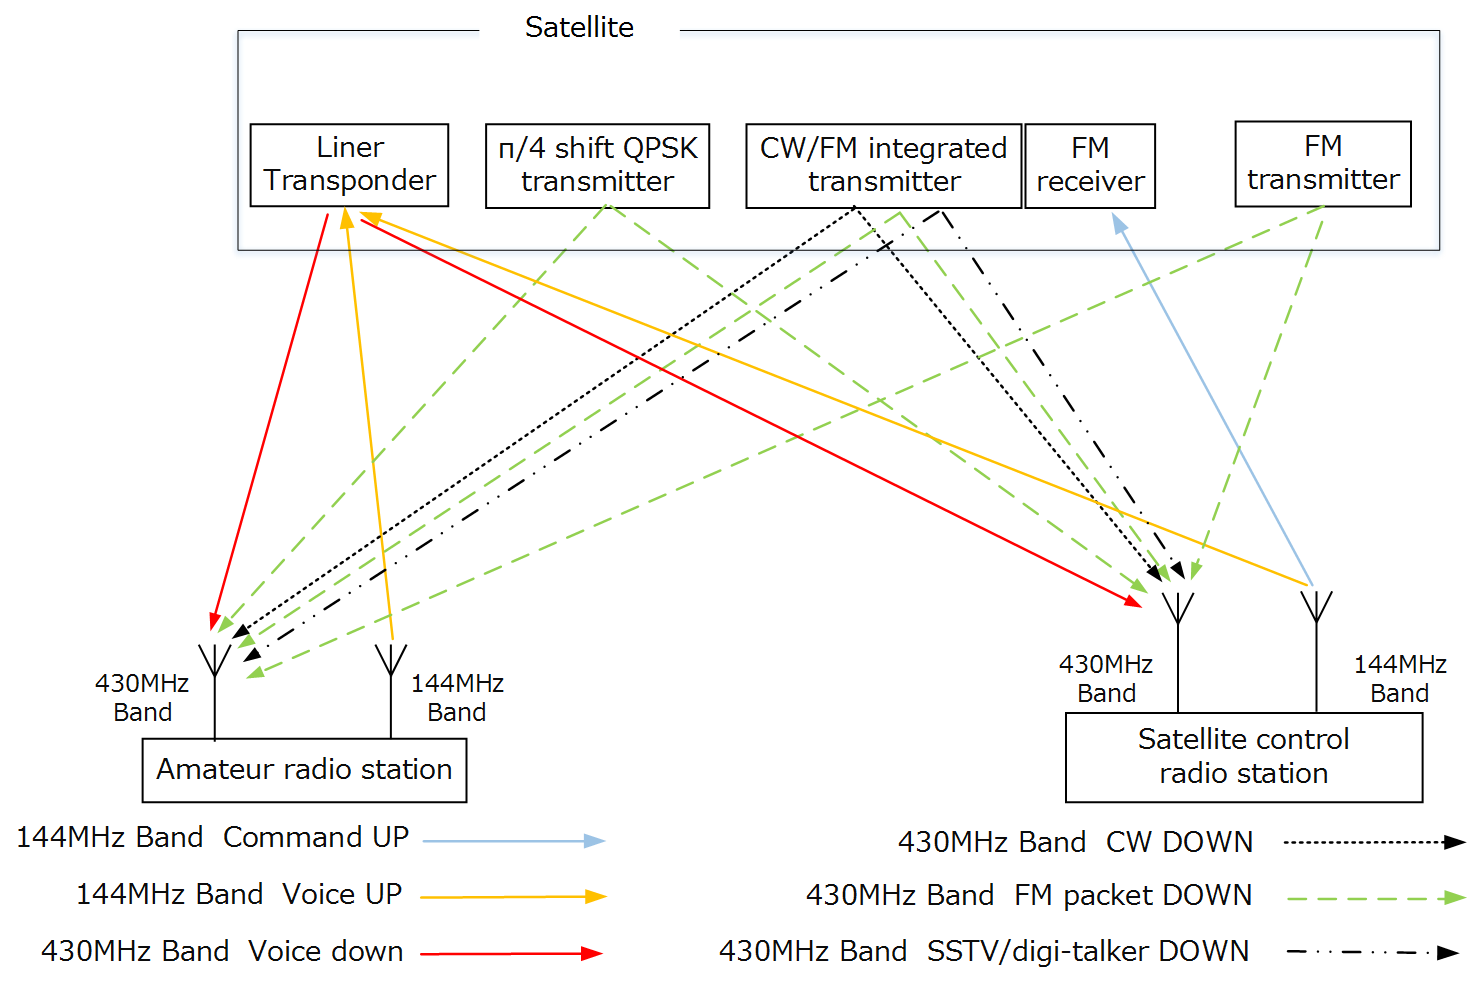 Satellite
Liner
Transponder
π/4 shift QPSK
transmitter
CW/FM integrated
transmitter
FM
receiver
FM
transmitter
430MHz
Band
144MHz
Band
Amateur radio station
430MHz
Band
144MHz
Band
Satellite control
radio station
144MHz Band  Command UP
144MHz Band  Voice UP
430MHz Band  Voice down
430MHz Band  CW DOWN
430MHz Band  FM packet DOWN
430MHz Band  SSTV/digi-talker DOWN